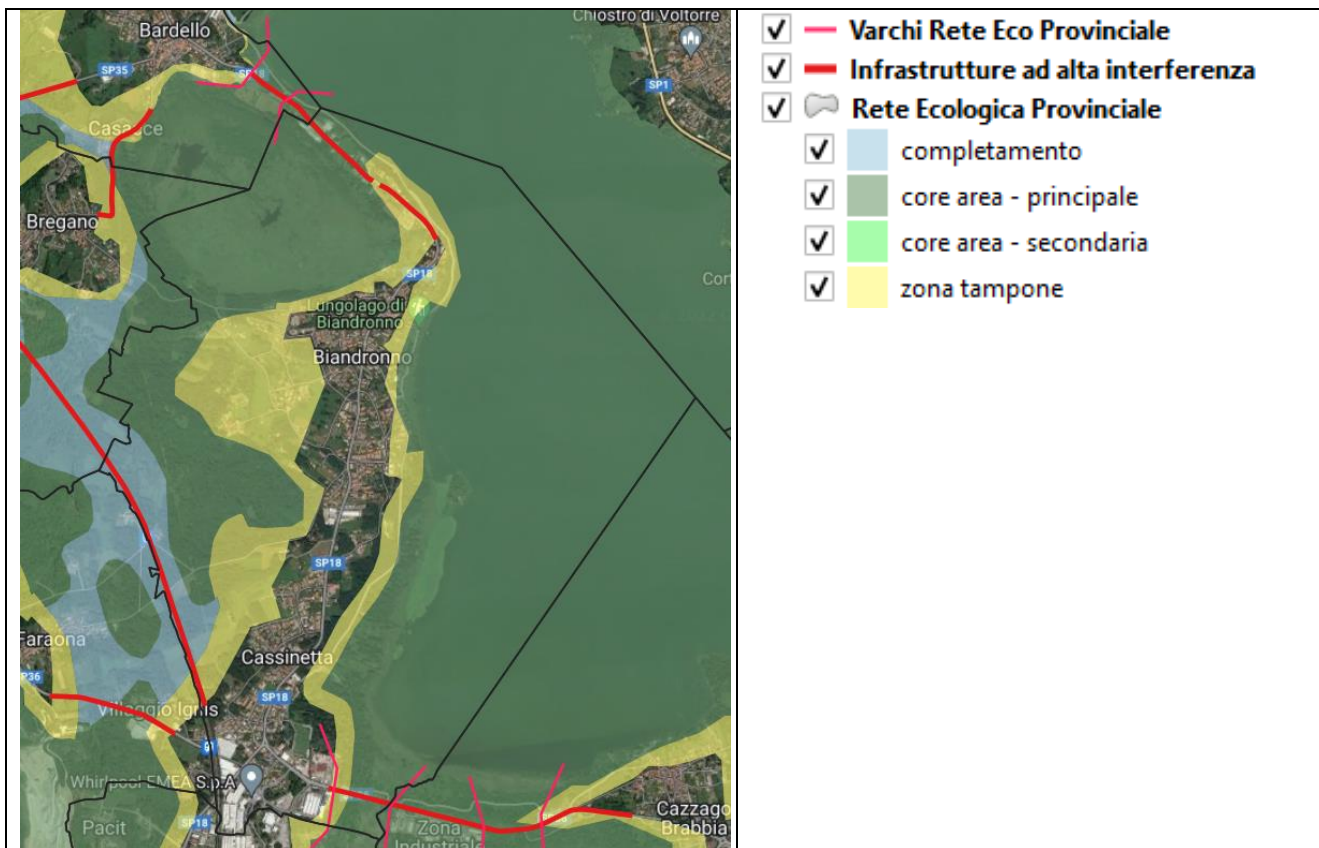 Chiostro di Voltorre
Bardello
SP35
SP18
SP1
Casasce
Bregano
SP18
Lungolago di
Biandronno
Biandronno
SP18
Faraona
Cassinetta
SP36
SP18
Villaggio Ignis
Whirlpool EMEA S.p.A
Cazzago
Brabbia
SP18
Pacit
Zona
Industriale
Varchi Rete Eco Provinciale
Infrastrutture ad alta interferenza
Rete Ecologica Provinciale
completamento
core area - principale
core area - secondaria
zona tampone